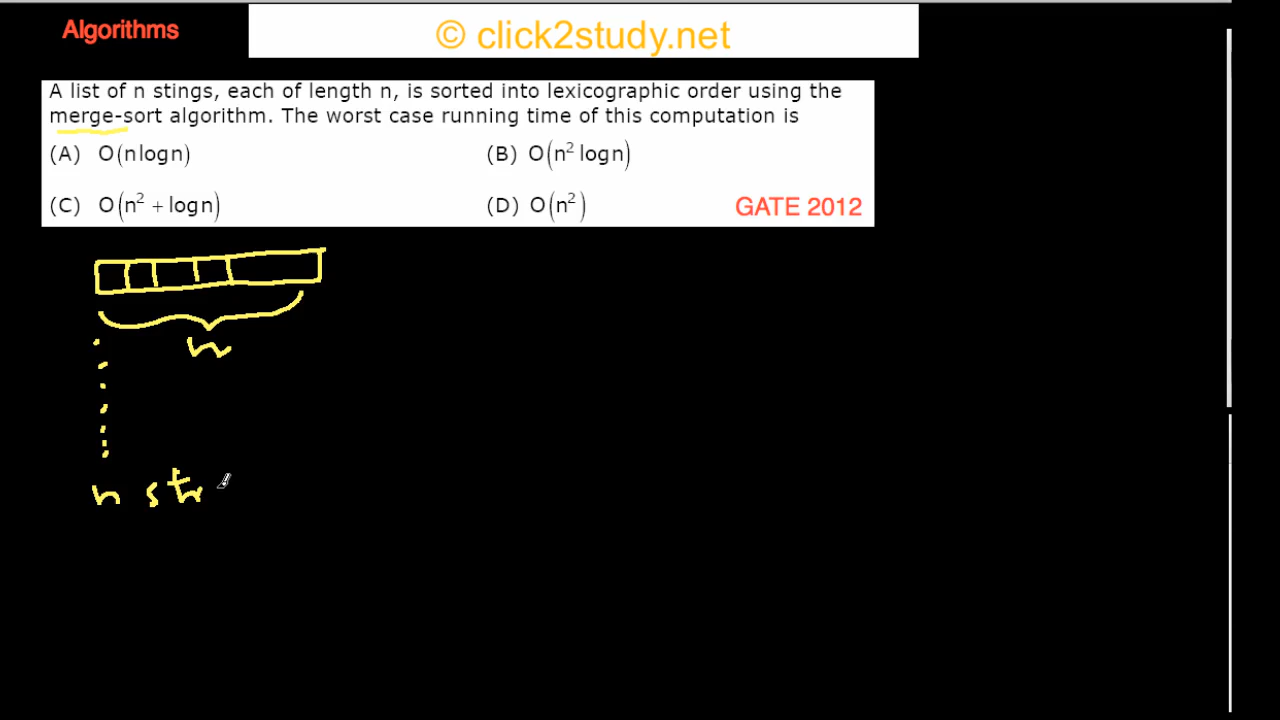 Algorithms
© click2study.net
A list of n stings, each of length n, is sorted into lexicographic order using the
merge-sort algorithm. The worst case running time of this computation is
(A) O(nlogn) (B) O(n² logn)
(C) O(n² + logn) (D) O(n²) GATE 2012
n
n str